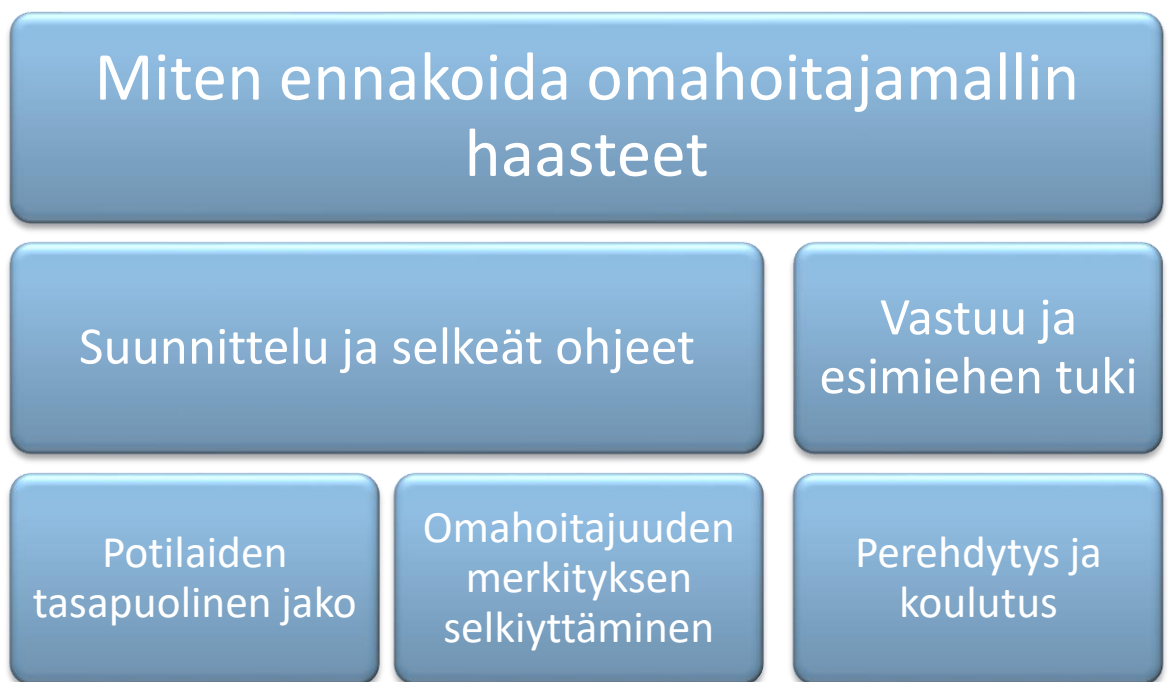 Miten ennakoida omahoitajamallin
haasteet
Suunnittelu ja selkeät ohjeet
Vastuu ja
esimiehen tuki
Potilaiden
tasapuolinen jako
Omahoitajuuden
merkityksen
selkiyttäminen
Perehdytys ja
koulutus